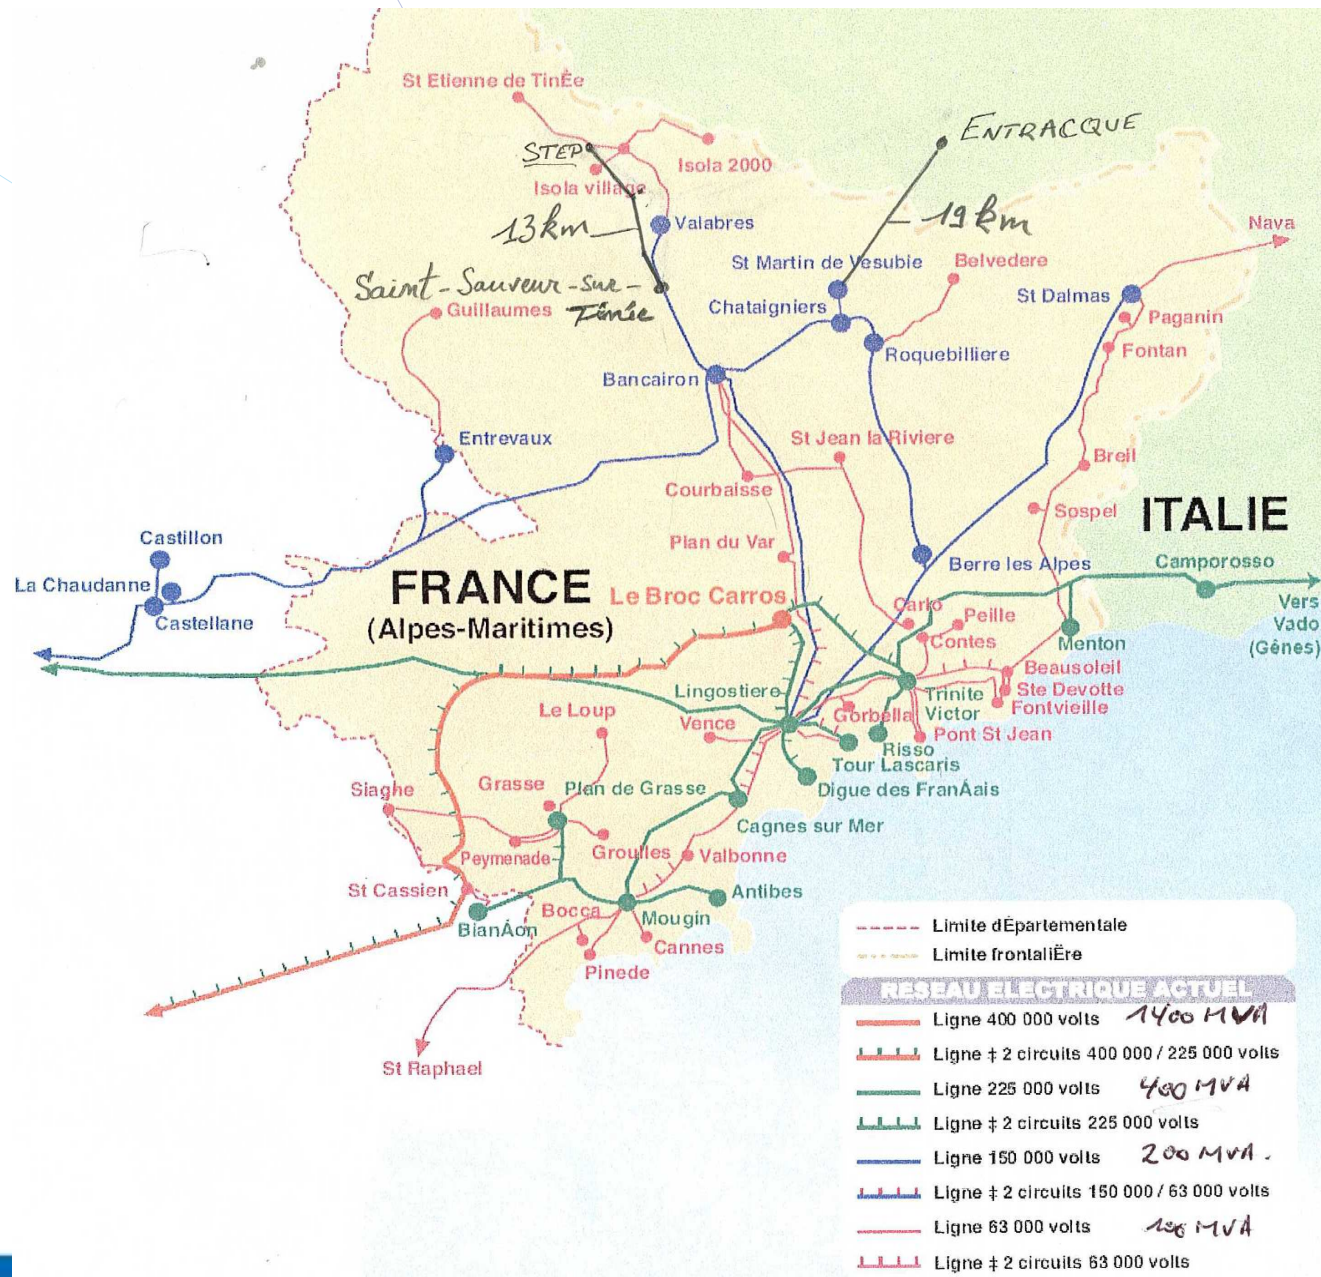 St Etienne de TinËe
ENTRACQUE
STEP
Isola 2000
Isola village
13 km
Valabres
19 km
Nava
St Martin de Vesubie
Belvedere
Saint-Sauveur-sur-
Tinée
Guillaumes
Chataigniers
St Dalmas
Paganin
Roquebilliere
Fontan
Bancairon
Entrevaux
St Jean la Riviere
Breil
Courbaisse
Sospel
ITALIE
Castillon
Plan du Var
Berre les Alpes
Camporosso
La Chaudanne
FRANCE
(Alpes-Maritimes)
Le Broc Carros
Castellane
Carlo
Peille
Contes
Menton
Vers
Vado
(Gênes)
Beausoleil
Lingostiere
Trinite
Victor
Ste Devotte
Fontvieille
Le Loup
Vence
Gorbella
Pont St Jean
Risso
Tour Lascaris
Siaghe
Grasse
Plan de Grasse
Digue des FranÁais
Cagnes sur Mer
Peymenade
Groulles
Valbonne
St Cassien
Antibes
BianÁon
Bocca
Mougin
Cannes
Pinede
St Raphael
Limite dÉpartementale
Limite frontaliËre
RESEAU ELECTRIQUE ACTUEL
Ligne 400 000 volts 1400 MVA
Ligne ‡ 2 circuits 400 000 / 225 000 volts
Ligne 225 000 volts 400 MVA
Ligne ‡ 2 circuits 225 000 volts
Ligne 150 000 volts 200 MVA.
Ligne ‡ 2 circuits 150 000 / 63 000 volts
Ligne 63 000 volts 100 MVA
Ligne ‡ 2 circuits 63 000 volts